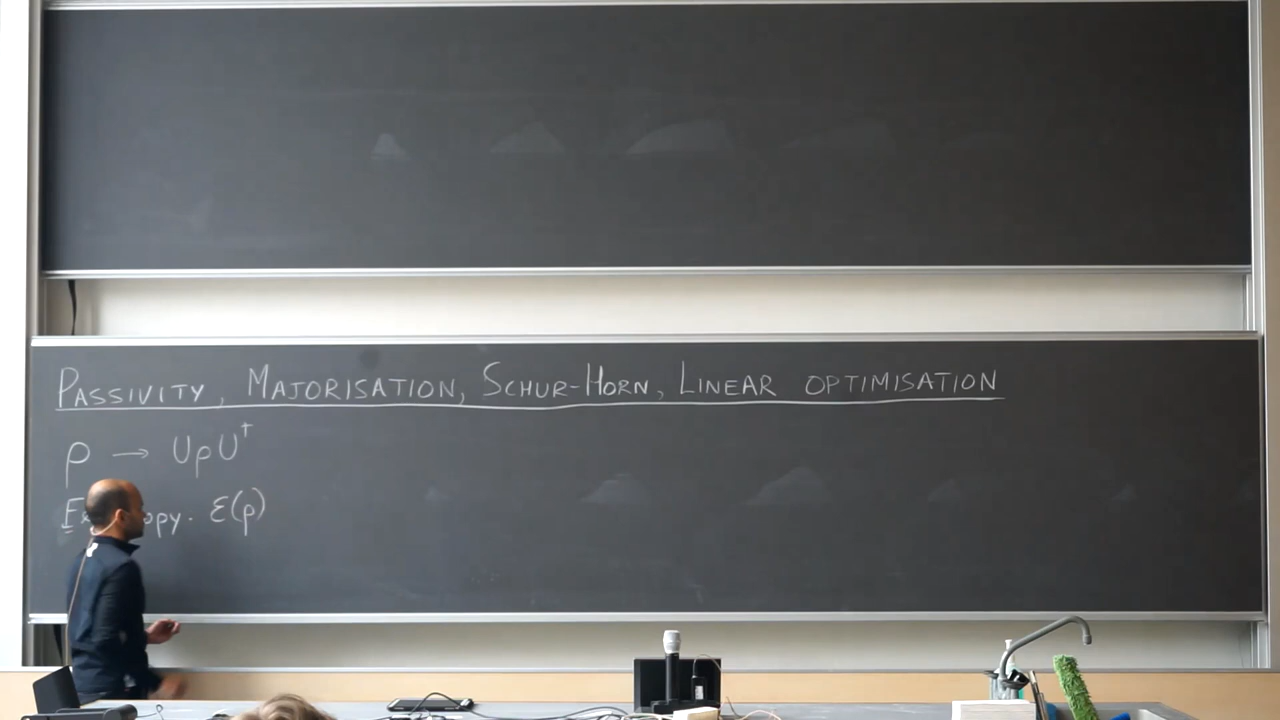 PASSIVITY, MAJORISATION, SCHUR-HORN, LINEAR OPTIMISATION
ρ → UρU†
ε(ρ)